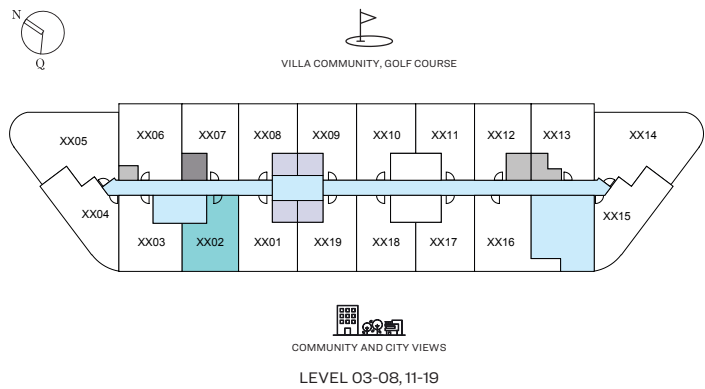 N
Q
VILLA COMMUNITY, GOLF COURSE
XX05
XX06
XX07
XX08
XX09
XX10
XX11
XX12
XX13
XX14
XX04
XX03
XX02
XX01
XX19
XX18
XX17
XX16
XX15
COMMUNITY AND CITY VIEWS
LEVEL 03-08, 11-19